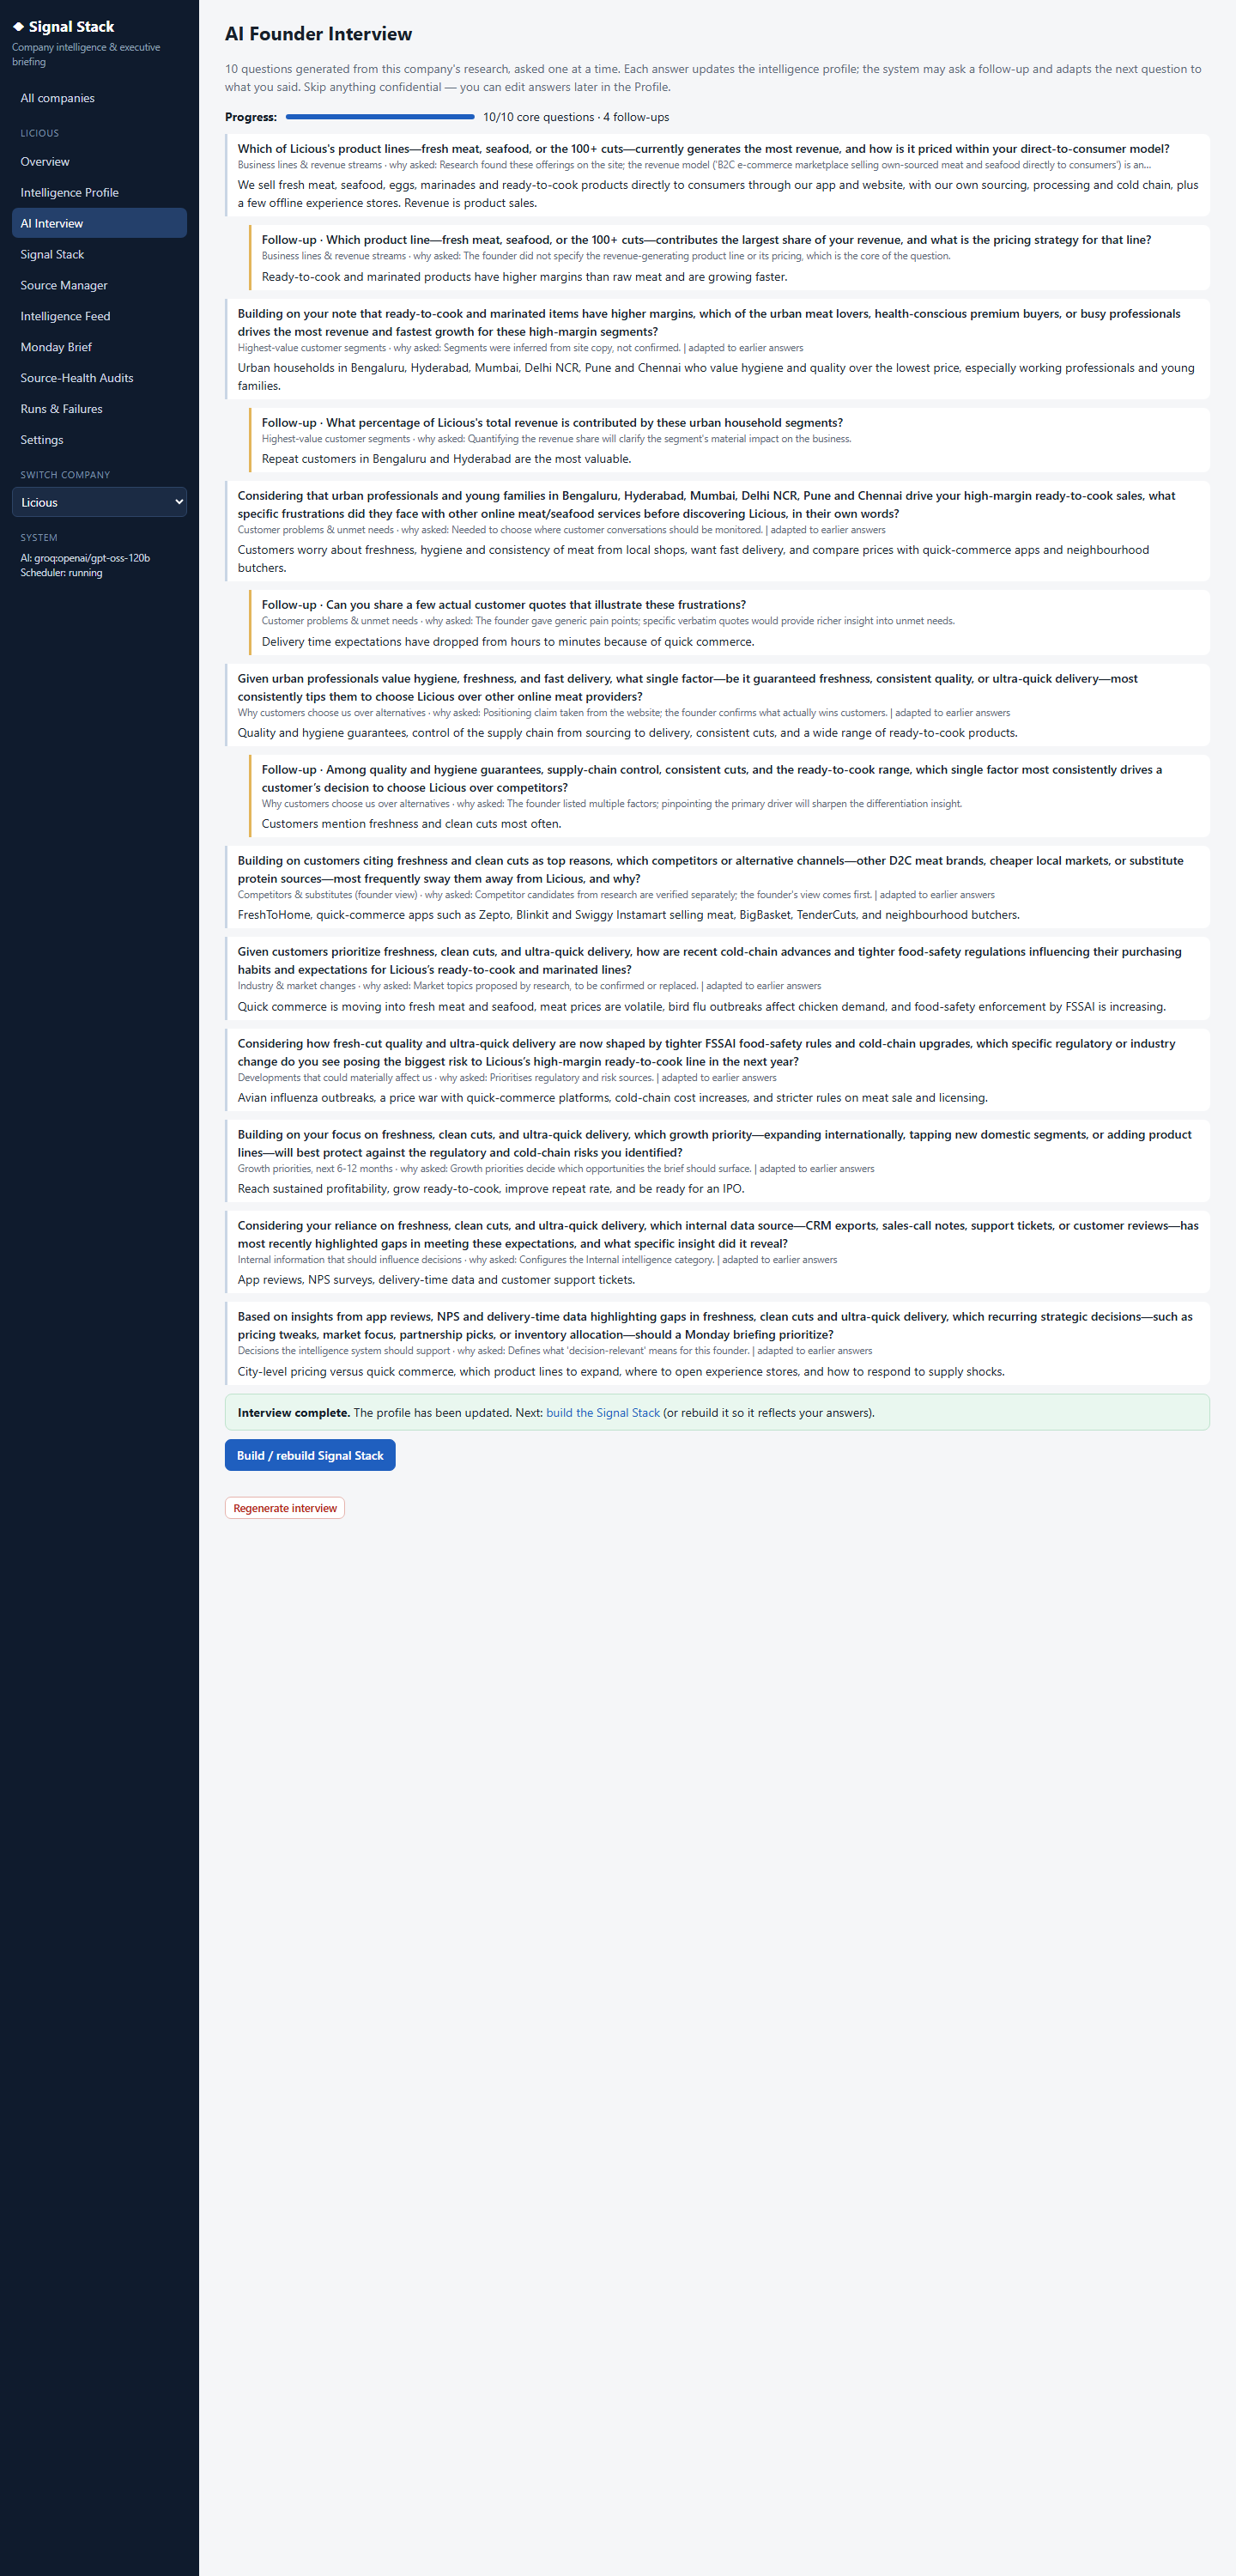 ◆ Signal Stack
Company intelligence & executive
briefing
All companies
LICIOUS
Overview
Intelligence Profile
AI Interview
Signal Stack
Source Manager
Intelligence Feed
Monday Brief
Source-Health Audits
Runs & Failures
Settings
SWITCH COMPANY
Licious
SYSTEM
AI: groq:openai/gpt-oss-120b
Scheduler: running
AI Founder Interview
10 questions generated from this company's research, asked one at a time. Each answer updates the intelligence profile; the system may ask a follow-up and adapts the next question to
what you said. Skip anything confidential — you can edit answers later in the Profile.
Progress: 10/10 core questions · 4 follow-ups
Which of Licious's product lines—fresh meat, seafood, or the 100+ cuts—currently generates the most revenue, and how is it priced within your direct-to-consumer model?
Business lines & revenue streams · why asked: Research found these offerings on the site; the revenue model ('B2C e-commerce marketplace selling own-sourced meat and seafood directly to consumers') is an...
We sell fresh meat, seafood, eggs, marinades and ready-to-cook products directly to consumers through our app and website, with our own sourcing, processing and cold chain, plus
a few offline experience stores. Revenue is product sales.
Follow-up · Which product line—fresh meat, seafood, or the 100+ cuts—contributes the largest share of your revenue, and what is the pricing strategy for that line?
Business lines & revenue streams · why asked: The founder did not specify the revenue-generating product line or its pricing, which is the core of the question.
Ready-to-cook and marinated products have higher margins than raw meat and are growing faster.
Building on your note that ready-to-cook and marinated items have higher margins, which of the urban meat lovers, health-conscious premium buyers, or busy professionals
drives the most revenue and fastest growth for these high-margin segments?
Highest-value customer segments · why asked: Segments were inferred from site copy, not confirmed. | adapted to earlier answers
Urban households in Bengaluru, Hyderabad, Mumbai, Delhi NCR, Pune and Chennai who value hygiene and quality over the lowest price, especially working professionals and young
families.
Follow-up · What percentage of Licious's total revenue is contributed by these urban household segments?
Highest-value customer segments · why asked: Quantifying the revenue share will clarify the segment's material impact on the business.
Repeat customers in Bengaluru and Hyderabad are the most valuable.
Considering that urban professionals and young families in Bengaluru, Hyderabad, Mumbai, Delhi NCR, Pune and Chennai drive your high-margin ready-to-cook sales, what
specific frustrations did they face with other online meat/seafood services before discovering Licious, in their own words?
Customer problems & unmet needs · why asked: Needed to choose where customer conversations should be monitored. | adapted to earlier answers
Customers worry about freshness, hygiene and consistency of meat from local shops, want fast delivery, and compare prices with quick-commerce apps and neighbourhood
butchers.
Follow-up · Can you share a few actual customer quotes that illustrate these frustrations?
Customer problems & unmet needs · why asked: The founder gave generic pain points; specific verbatim quotes would provide richer insight into unmet needs.
Delivery time expectations have dropped from hours to minutes because of quick commerce.
Given urban professionals value hygiene, freshness, and fast delivery, what single factor—be it guaranteed freshness, consistent quality, or ultra-quick delivery—most
consistently tips them to choose Licious over other online meat providers?
Why customers choose us over alternatives · why asked: Positioning claim taken from the website; the founder confirms what actually wins customers. | adapted to earlier answers
Quality and hygiene guarantees, control of the supply chain from sourcing to delivery, consistent cuts, and a wide range of ready-to-cook products.
Follow-up · Among quality and hygiene guarantees, supply-chain control, consistent cuts, and the ready-to-cook range, which single factor most consistently drives a
customer's decision to choose Licious over competitors?
Why customers choose us over alternatives · why asked: The founder listed multiple factors; pinpointing the primary driver will sharpen the differentiation insight.
Customers mention freshness and clean cuts most often.
Building on customers citing freshness and clean cuts as top reasons, which competitors or alternative channels—other D2C meat brands, cheaper local markets, or substitute
protein sources—most frequently sway them away from Licious, and why?
Competitors & substitutes (founder view) · why asked: Competitor candidates from research are verified separately; the founder's view comes first. | adapted to earlier answers
FreshToHome, quick-commerce apps such as Zepto, Blinkit and Swiggy Instamart selling meat, BigBasket, TenderCuts, and neighbourhood butchers.
Given customers prioritize freshness, clean cuts, and ultra-quick delivery, how are recent cold-chain advances and tighter food-safety regulations influencing their purchasing
habits and expectations for Licious's ready-to-cook and marinated lines?
Industry & market changes · why asked: Market topics proposed by research, to be confirmed or replaced. | adapted to earlier answers
Quick commerce is moving into fresh meat and seafood, meat prices are volatile, bird flu outbreaks affect chicken demand, and food-safety enforcement by FSSAI is increasing.
Considering how fresh-cut quality and ultra-quick delivery are now shaped by tighter FSSAI food-safety rules and cold-chain upgrades, which specific regulatory or industry
change do you see posing the biggest risk to Licious's high-margin ready-to-cook line in the next year?
Developments that could materially affect us · why asked: Prioritises regulatory and risk sources. | adapted to earlier answers
Avian influenza outbreaks, a price war with quick-commerce platforms, cold-chain cost increases, and stricter rules on meat sale and licensing.
Building on your focus on freshness, clean cuts, and ultra-quick delivery, which growth priority—expanding internationally, tapping new domestic segments, or adding product
lines—will best protect against the regulatory and cold-chain risks you identified?
Growth priorities, next 6-12 months · why asked: Growth priorities decide which opportunities the brief should surface. | adapted to earlier answers
Reach sustained profitability, grow ready-to-cook, improve repeat rate, and be ready for an IPO.
Considering your reliance on freshness, clean cuts, and ultra-quick delivery, which internal data source—CRM exports, sales-call notes, support tickets, or customer reviews—has
most recently highlighted gaps in meeting these expectations, and what specific insight did it reveal?
Internal information that should influence decisions · why asked: Configures the Internal intelligence category. | adapted to earlier answers
App reviews, NPS surveys, delivery-time data and customer support tickets.
Based on insights from app reviews, NPS and delivery-time data highlighting gaps in freshness, clean cuts and ultra-quick delivery, which recurring strategic decisions—such as
pricing tweaks, market focus, partnership picks, or inventory allocation—should a Monday briefing prioritize?
Decisions the intelligence system should support · why asked: Defines what 'decision-relevant' means for this founder. | adapted to earlier answers
City-level pricing versus quick commerce, which product lines to expand, where to open experience stores, and how to respond to supply shocks.
Interview complete. The profile has been updated. Next: build the Signal Stack (or rebuild it so it reflects your answers).
Build / rebuild Signal Stack
Regenerate interview